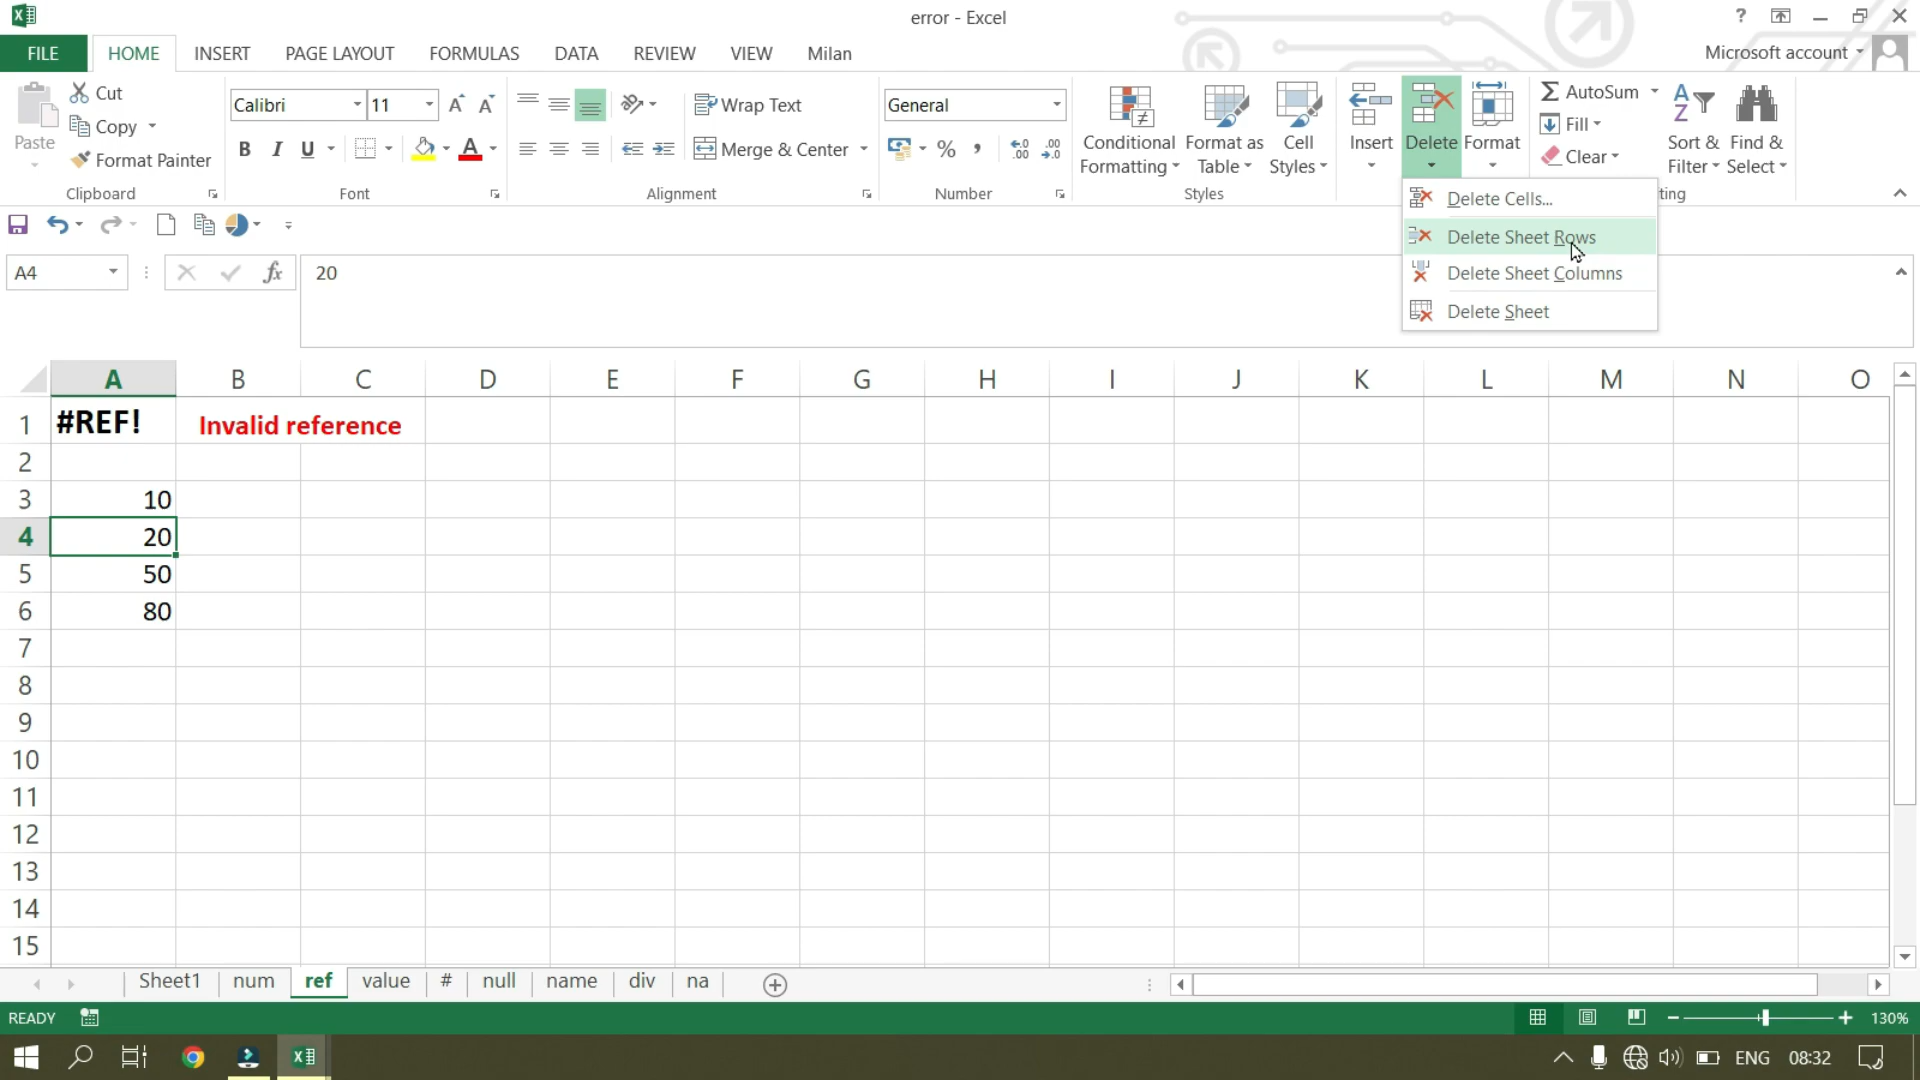 error - Excel
?
FILE HOME INSERT PAGE LAYOUT FORMULAS DATA REVIEW VIEW Milan
Microsoft account
Paste
Cut
Copy
Format Painter
Clipboard
Calibri 11
A A
B I U A
Font
Wrap Text
Merge & Center
Alignment
General
% , .00 .00
Number
Conditional Formatting
Format as Table
Cell Styles
Styles
Insert Delete Format
Σ AutoSum
Fill
Clear
Sort & Filter
Find & Select
ting
Delete Cells...
Delete Sheet Rows
Delete Sheet Columns
Delete Sheet
A4
fx
20
A B C D E F G H I J K L M N O
1 #REF! Invalid reference
2
3 10
4 20
5 50
6 80
7
8
9
10
11
12
13
14
15
Sheet1 num ref value # null name div na
READY
130%
ENG 08:32